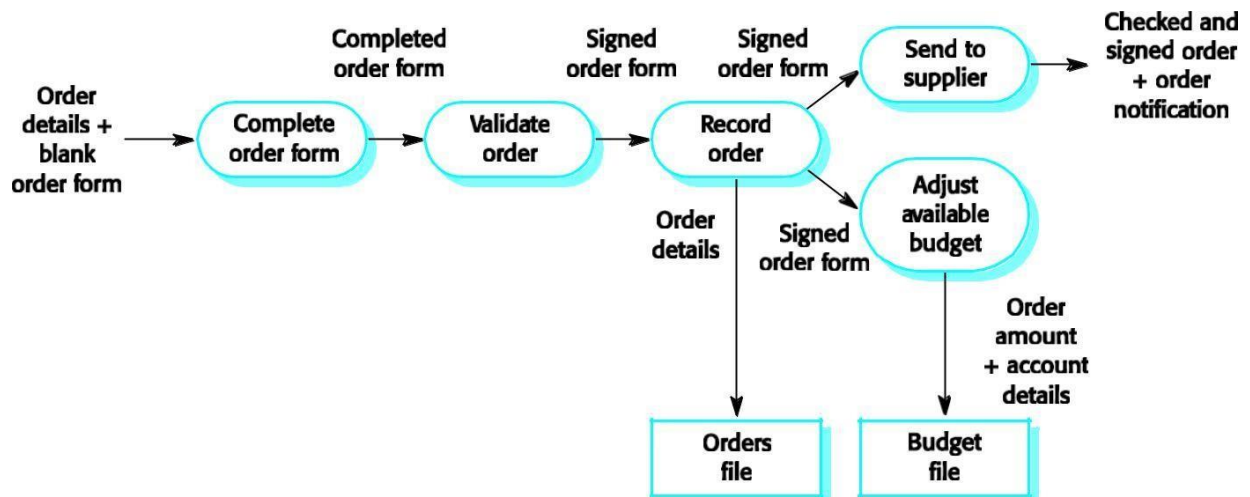 Order
details +
blank
order form
Complete
order form
Completed
order form
Validate
order
Signed
order form
Record
order
Signed
order form
Send to
supplier
Checked and
signed order
+ order
notification
Order
details
Signed
order form
Adjust
available
budget
Order
amount
+ account
details
Orders
file
Budget
file